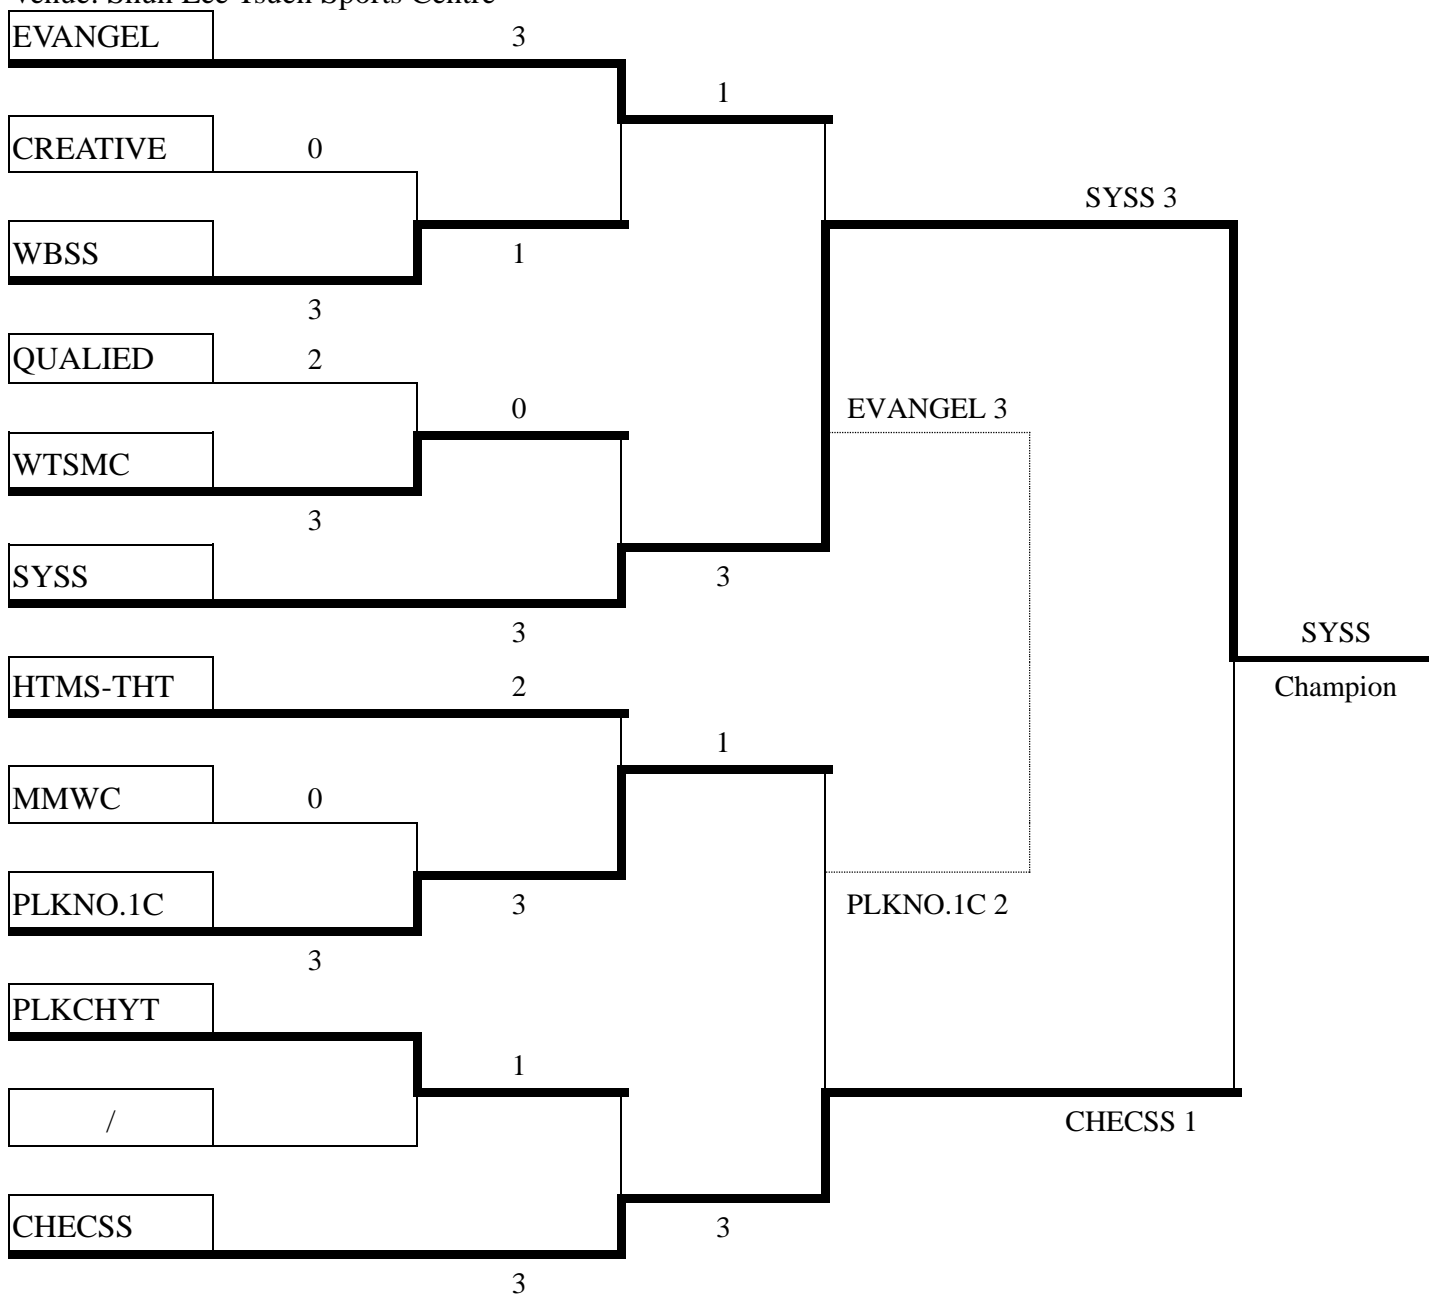 Venue: Shun Lee Tsuen Sports Centre
EVANGEL 3
1
CREATIVE 0
SYSS 3
WBSS 1
3
QUALIED 2
0 EVANGEL 3
WTSMC
3
SYSS 3
3 SYSS
HTMS-THT 2 Champion
1
MMWC 0
PLKNO.1C 3 PLKNO.1C 2
3
PLKCHYT
1
/ CHECSS 1
CHECSS 3
3